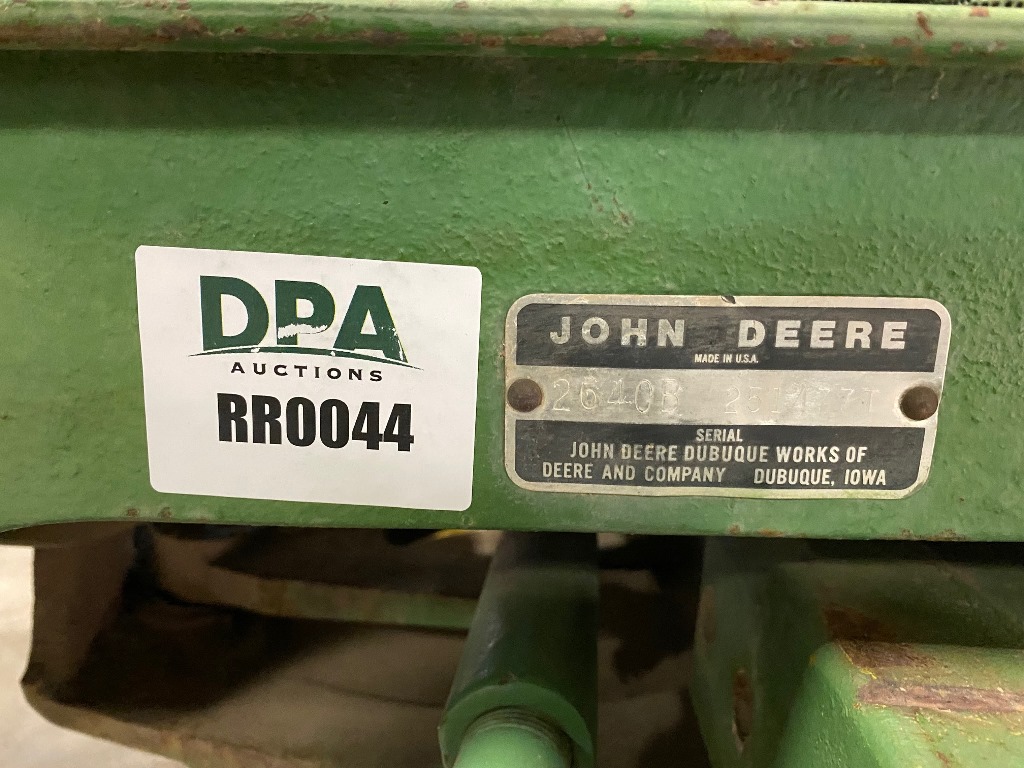 DPA
AUCTIONS
RR0044
JOHN DEERE
MADE IN U.S.A.
SERIAL
JOHN DEERE DUBUQUE WORKS OF
DEERE AND COMPANY DUBUQUE, IOWA